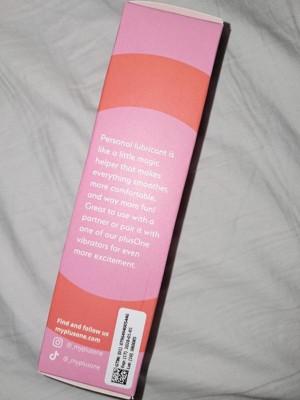 Personal lubricant is
like a little magic
helper that makes
everything smoother,
more comfortable,
and way more fun!
Great to use with a
partner or pair it with
one of our plusOne
vibrators for even
more excitement.
Find and follow us
myplusone.com
@_myplusone
@_myplusone